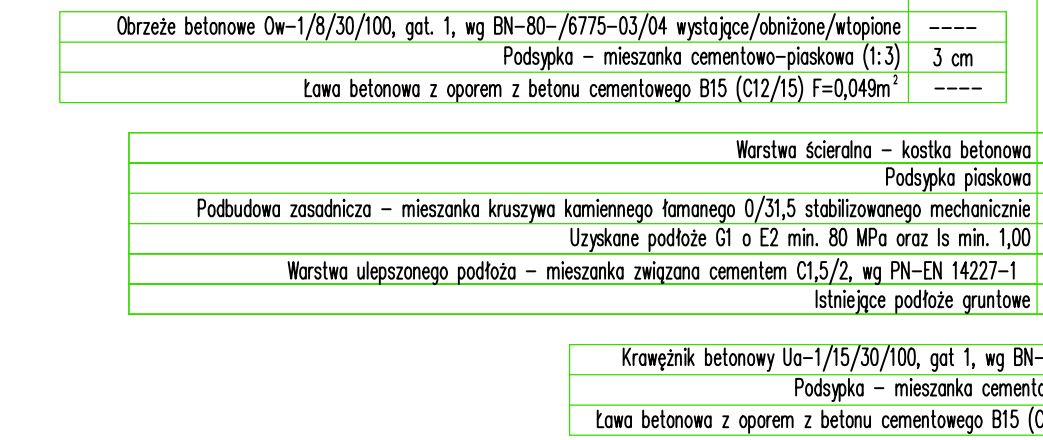 Obrzeże betonowe Ow-1/8/30/100, gat. 1, wg BN-80-/6775-03/04 wystające/obniżone/wtopione ----
Podsypka - mieszanka cementowo-piaskowa (1:3) 3 cm
Ława betonowa z oporem z betonu cementowego B15 (C12/15) F=0,049m² ----
Warstwa ścieralna - kostka betonowa
Podsypka piaskowa
Podbudowa zasadnicza - mieszanka kruszywa kamiennego łamanego 0/31,5 stabilizowanego mechanicznie
Uzyskane podłoże G1 o E2 min. 80 MPa oraz Is min. 1,00
Warstwa ulepszonego podłoża - mieszanka związana cementem C1,5/2, wg PN-EN 14227-1
Istniejące podłoże gruntowe
Krawężnik betonowy Ua-1/15/30/100, gat 1, wg BN-
Podsypka - mieszanka cemento
Ława betonowa z oporem z betonu cementowego B15 (C